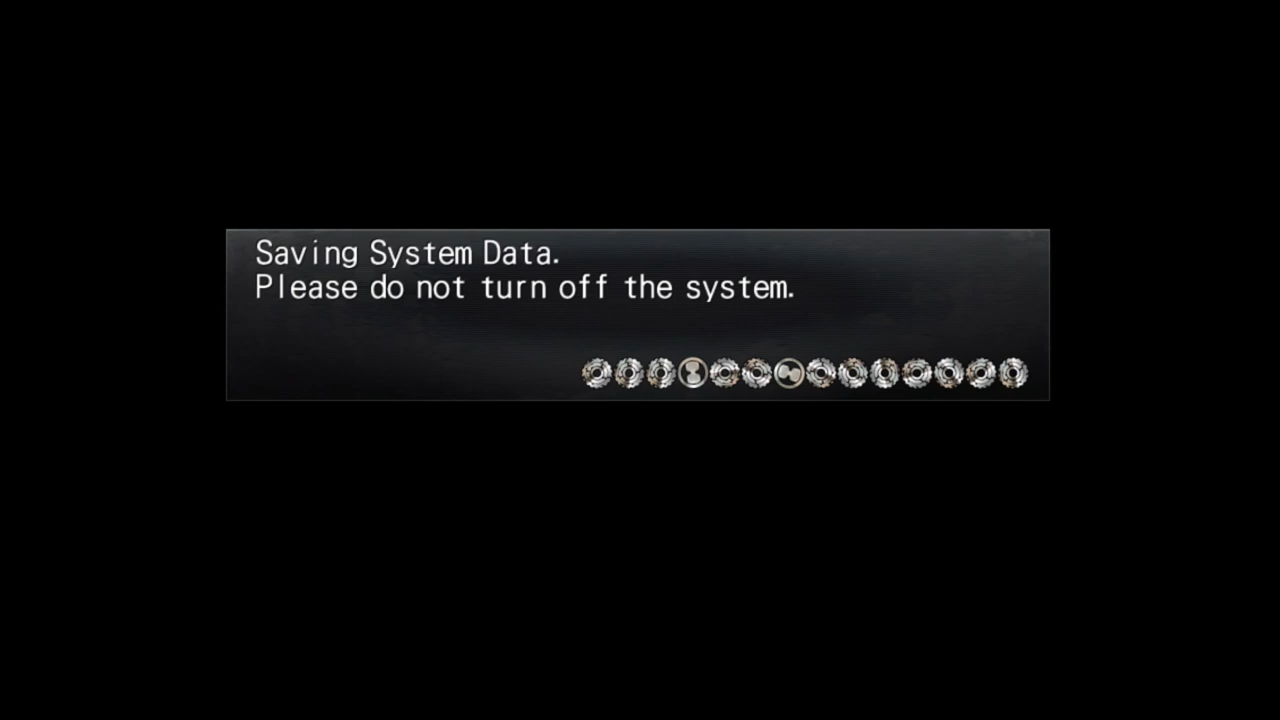 Saving System Data.
Please do not turn off the system.